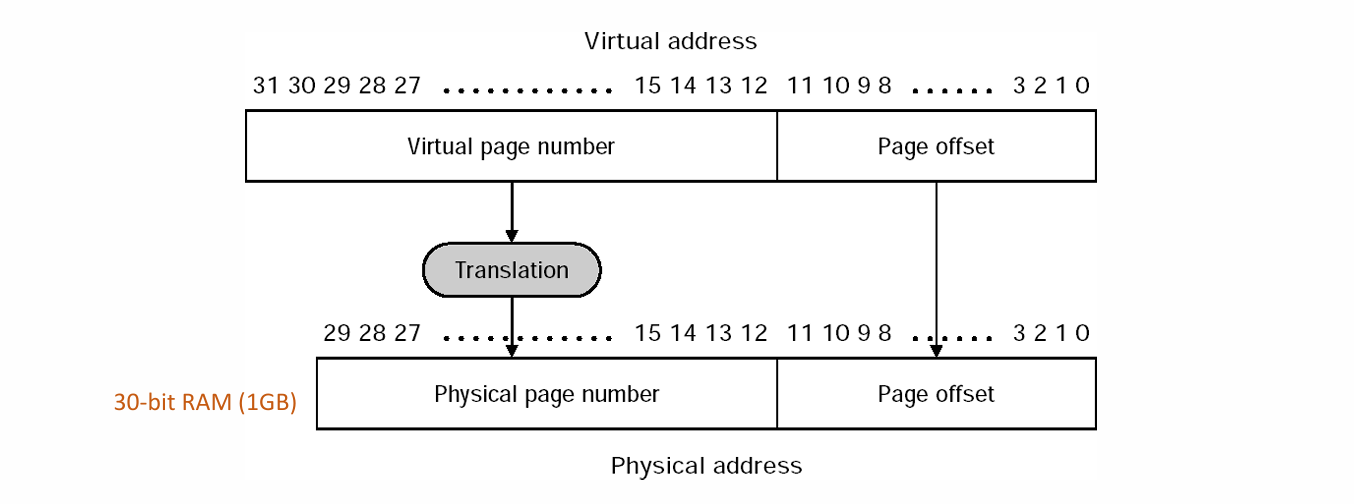 Virtual address
31 30 29 28 27 ............ 15 14 13 12 11 10 9 8 ...... 3 2 1 0
Virtual page number Page offset
Translation
29 28 27 ............ 15 14 13 12 11 10 9 8 ...... 3 2 1 0
30-bit RAM (1GB) Physical page number Page offset
Physical address